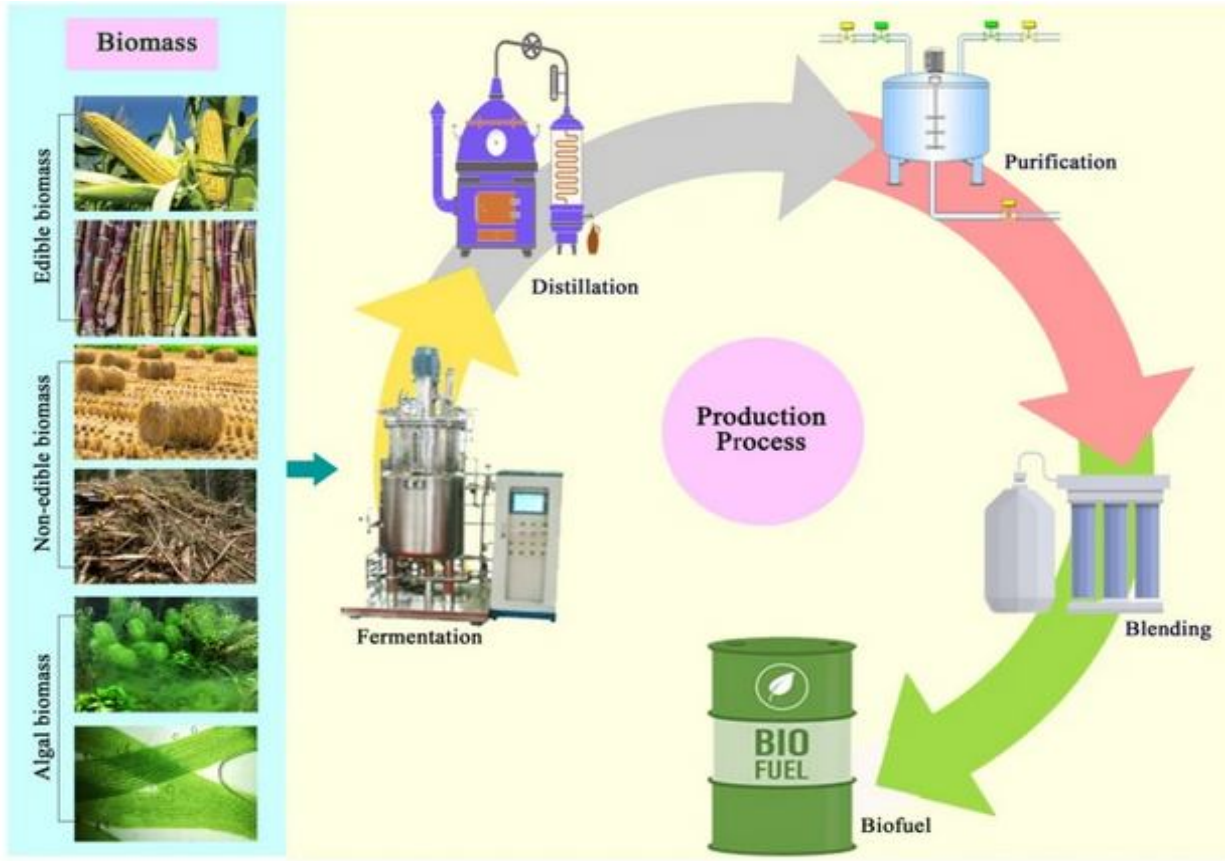 Biomass
Edible biomass
Non-edible biomass
Algal biomass
Fermentation
Distillation
Purification
Blending
Biofuel
Production
Process
BIO
FUEL